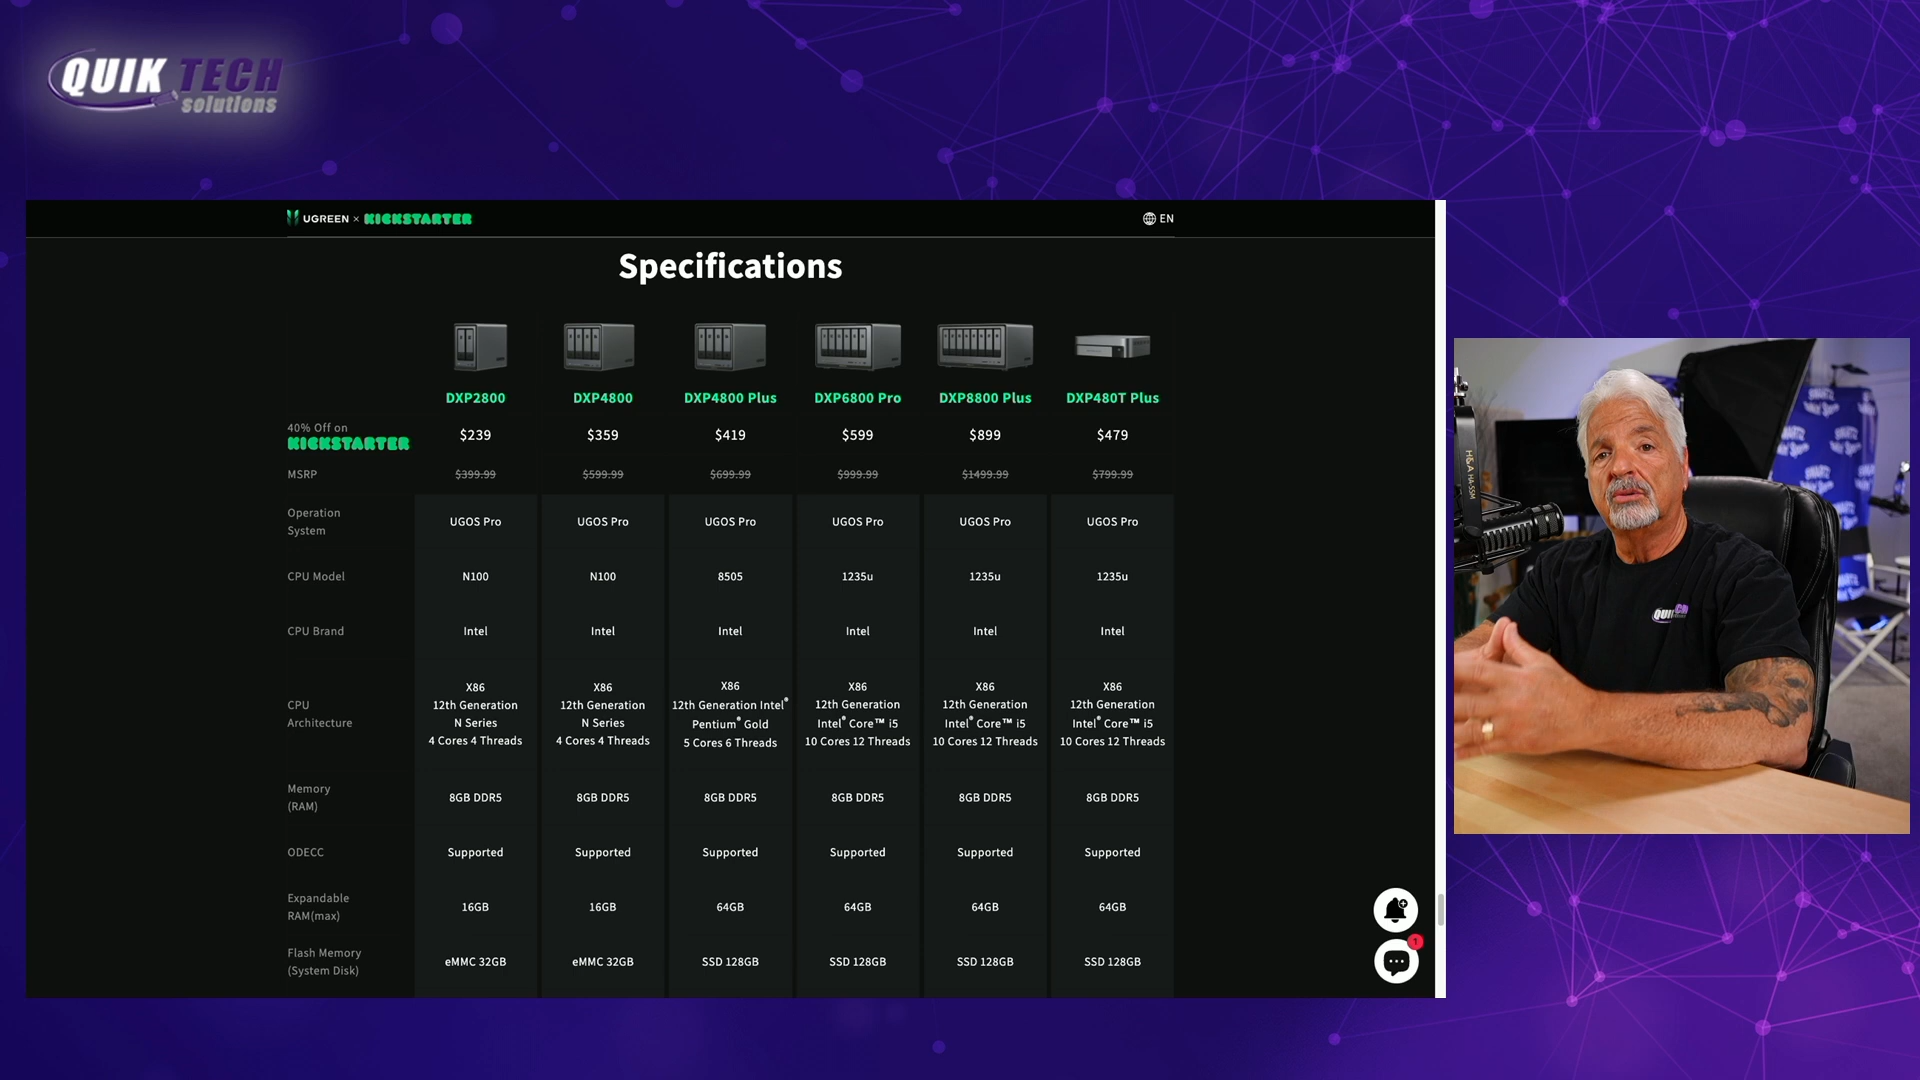 QUIK TECH
solutions
UGREEN × KICKSTARTER
EN
Specifications
DXP2800 DXP4800 DXP4800 Plus DXP6800 Pro DXP8800 Plus DXP480T Plus
40% Off on
KICKSTARTER $239 $359 $419 $599 $899 $479
MSRP $399.99 $599.99 $699.99 $999.99 $1499.99 $799.99
Operation
System UGOS Pro UGOS Pro UGOS Pro UGOS Pro UGOS Pro UGOS Pro
CPU Model N100 N100 8505 1235u 1235u 1235u
CPU Brand Intel Intel Intel Intel Intel Intel
X86 X86 X86 X86 X86 X86
CPU 12th Generation 12th Generation 12th Generation Intel® 12th Generation 12th Generation 12th Generation
Architecture N Series N Series Pentium® Gold Intel® Core™ i5 Intel® Core™ i5 Intel® Core™ i5
4 Cores 4 Threads 4 Cores 4 Threads 5 Cores 6 Threads 10 Cores 12 Threads 10 Cores 12 Threads 10 Cores 12 Threads
Memory
(RAM) 8GB DDR5 8GB DDR5 8GB DDR5 8GB DDR5 8GB DDR5 8GB DDR5
ODECC Supported Supported Supported Supported Supported Supported
Expandable
RAM(max) 16GB 16GB 64GB 64GB 64GB 64GB
Flash Memory
(System Disk) eMMC 32GB eMMC 32GB SSD 128GB SSD 128GB SSD 128GB SSD 128GB
1
H&A HA-S5M